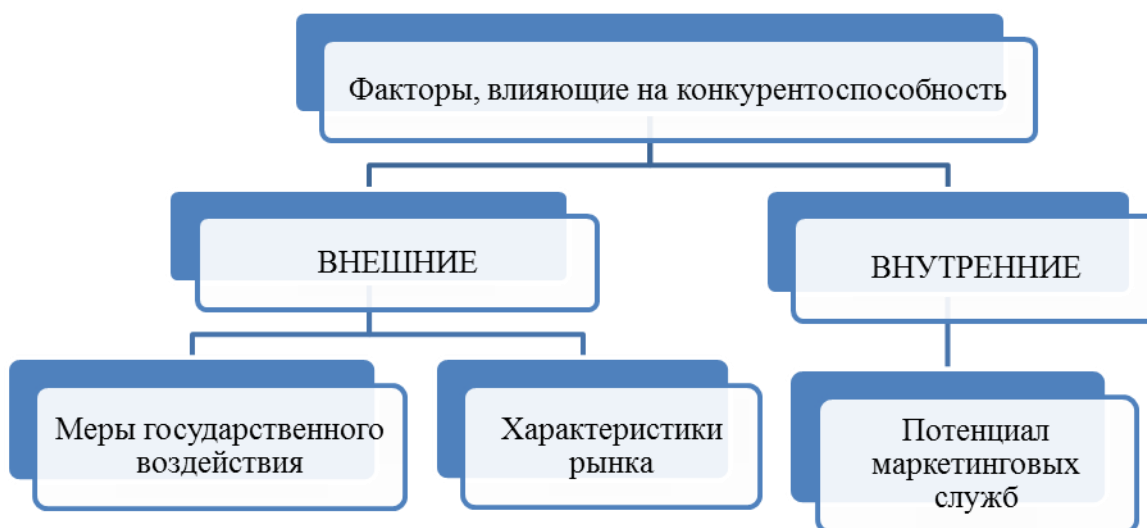 Факторы, влияющие на конкурентоспособность
ВНЕШНИЕ
ВНУТРЕННИЕ
Меры государственного
воздействия
Характеристики
рынка
Потенциал
маркетинговых
служб